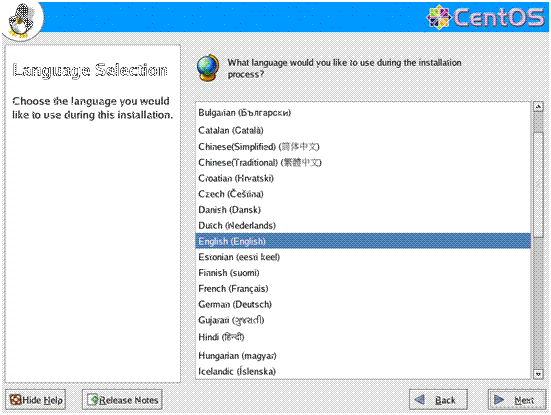 CentOS
Language Selection
Choose the language you would
like to use during this installation.
What language would you like to use during the installation
process?
Bulgarian (Български)
Catalan (Català)
Chinese(Simplified) (简体中文)
Chinese(Traditional) (繁體中文)
Croatian (Hrvatski)
Czech (Čeština)
Danish (Dansk)
Dutch (Nederlands)
English (English)
Estonian (eesti keel)
Finnish (suomi)
French (Français)
German (Deutsch)
Gujarati (ગુજરાતી)
Hindi (हिन्दी)
Hungarian (magyar)
Icelandic (Íslenska)
Hide Help
Release Notes
Back
Next